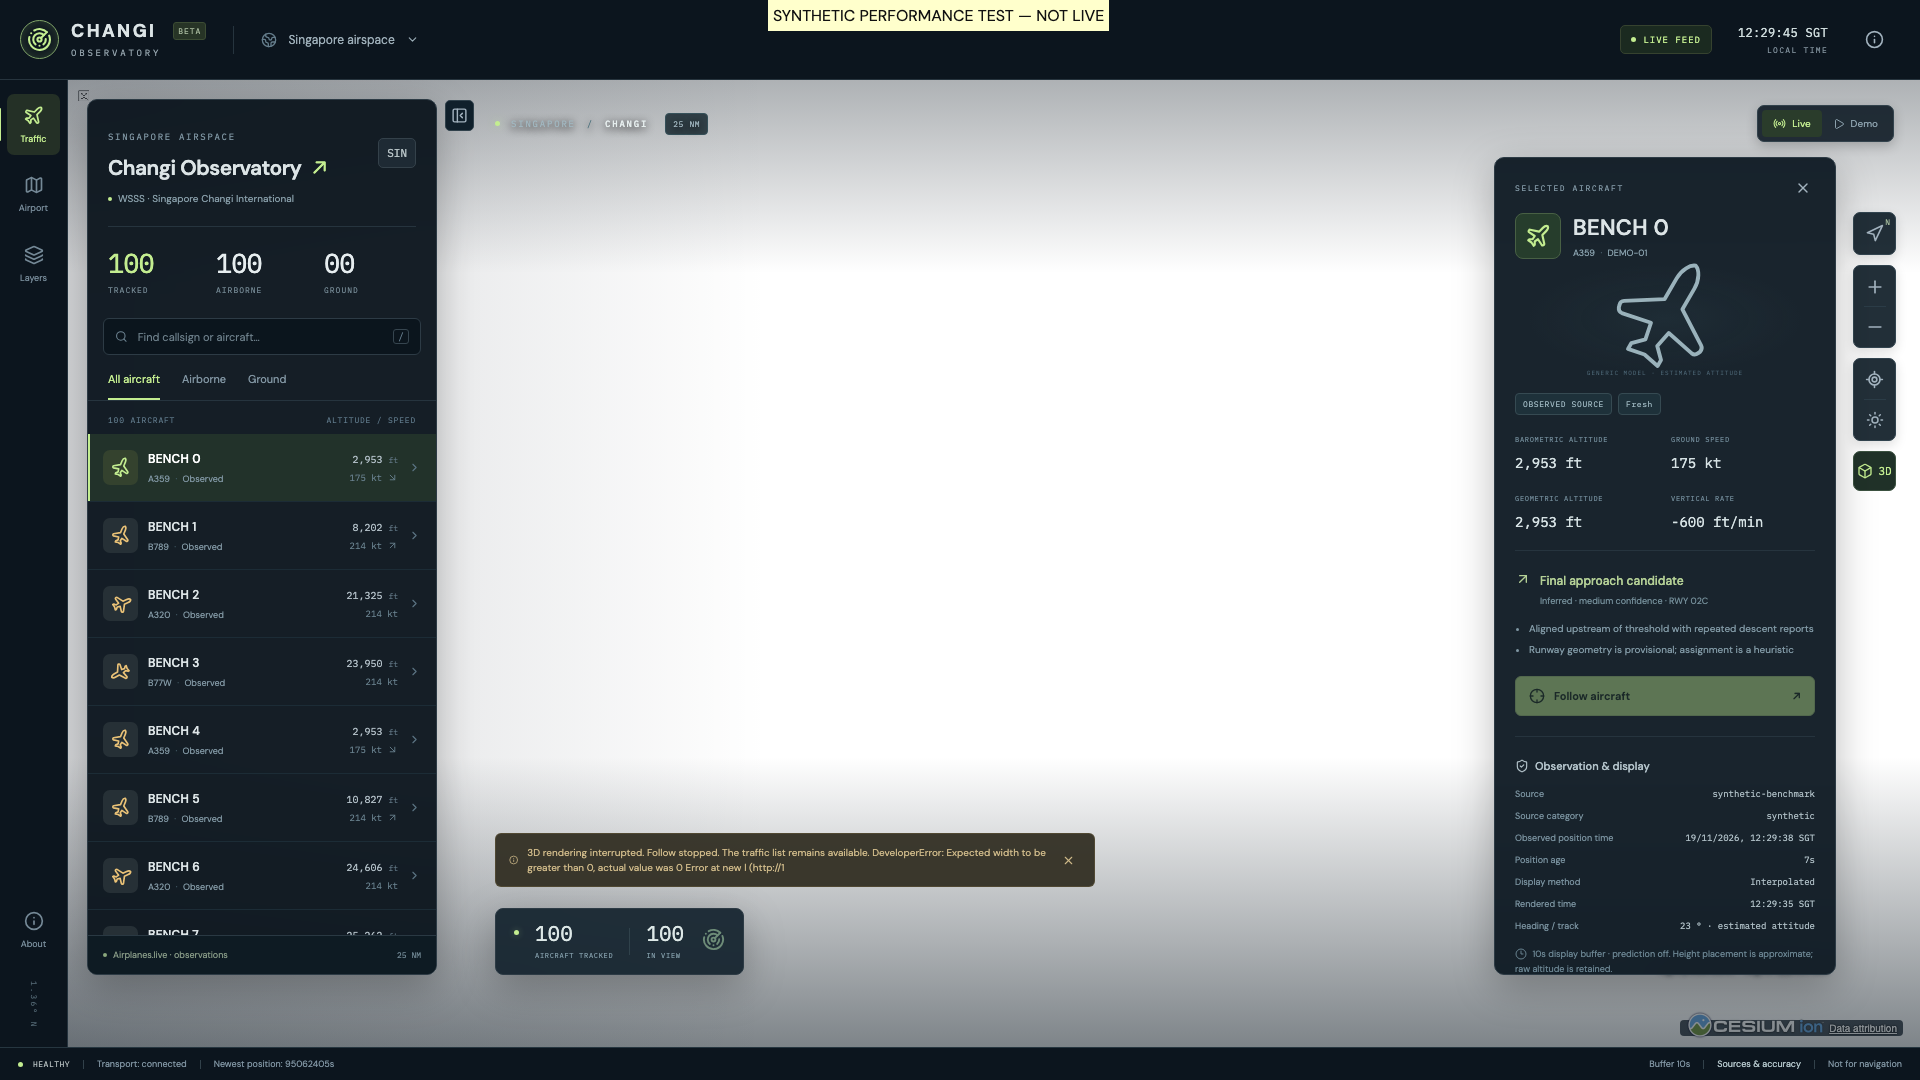 SYNTHETIC PERFORMANCE TEST — NOT LIVE
CHANGI
BETA
OBSERVATORY
Singapore airspace
LIVE FEED
12:29:45 SGT
LOCAL TIME
Traffic
Airport
Layers
About
1.36° N
SINGAPORE AIRSPACE
Changi Observatory
SIN
WSSS · Singapore Changi International
100
TRACKED
100
AIRBORNE
00
GROUND
Find callsign or aircraft…
/
All aircraft
Airborne
Ground
100 AIRCRAFT
ALTITUDE / SPEED
BENCH 0
2,953 ft
A359 · Observed
175 kt
BENCH 1
8,202 ft
B789 · Observed
214 kt
BENCH 2
21,325 ft
A320 · Observed
214 kt
BENCH 3
23,950 ft
B77W · Observed
214 kt
BENCH 4
2,953 ft
A359 · Observed
175 kt
BENCH 5
10,827 ft
B789 · Observed
214 kt
BENCH 6
24,606 ft
A320 · Observed
214 kt
BENCH 7
Airplanes.live · observations
25 NM
SINGAPORE / CHANGI
25 NM
Live
Demo
SELECTED AIRCRAFT
BENCH 0
A359 · DEMO-01
GENERIC MODEL · ESTIMATED ATTITUDE
OBSERVED SOURCE
Fresh
BAROMETRIC ALTITUDE
GROUND SPEED
2,953 ft
175 kt
GEOMETRIC ALTITUDE
VERTICAL RATE
2,953 ft
-600 ft/min
Final approach candidate
Inferred · medium confidence · RWY 02C
• Aligned upstream of threshold with repeated descent reports
• Runway geometry is provisional; assignment is a heuristic
Follow aircraft
Observation & display
Source
synthetic-benchmark
Source category
synthetic
Observed position time
19/11/2026, 12:29:38 SGT
Position age
7s
Display method
Interpolated
Rendered time
12:29:35 SGT
Heading / track
23 ° · estimated attitude
10s display buffer · prediction off. Height placement is approximate;
raw altitude is retained.
N
3D
3D rendering interrupted. Follow stopped. The traffic list remains available. DeveloperError: Expected width to be
greater than 0, actual value was 0 Error at new I (http://1
100
AIRCRAFT TRACKED
100
IN VIEW
CESIUM ion
Data attribution
HEALTHY
Transport: connected
Newest position: 95062405s
Buffer 10s
Sources & accuracy
Not for navigation